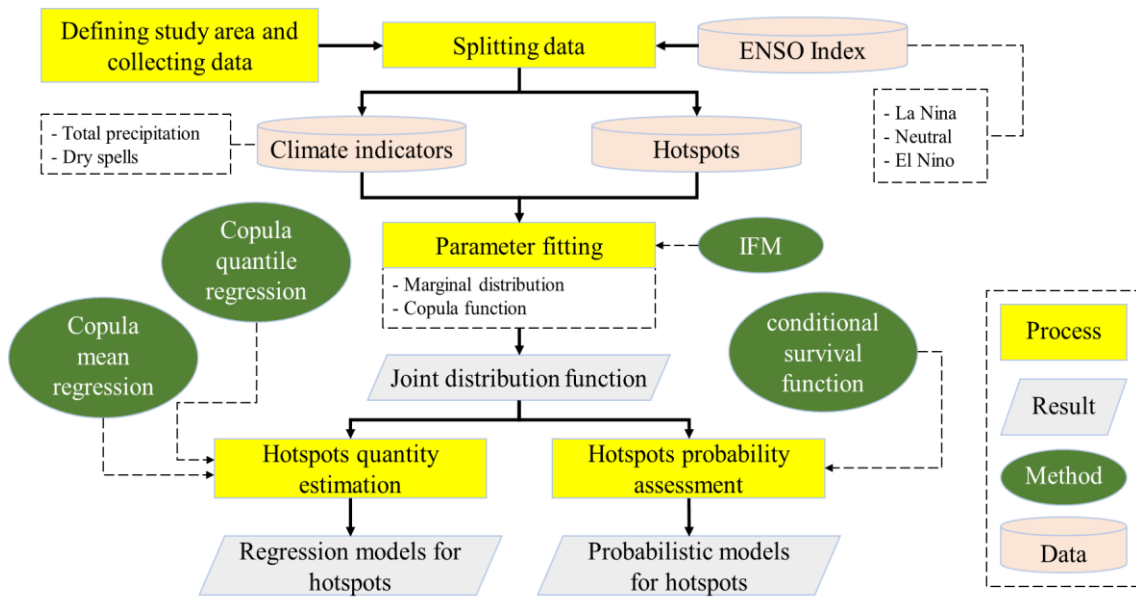 Defining study area and
collecting data
Splitting data
ENSO Index
- Total precipitation
- Dry spells
Climate indicators
Hotspots
- La Nina
- Neutral
- El Nino
Copula
quantile
regression
Parameter fitting
IFM
- Marginal distribution
- Copula function
Copula
mean
regression
conditional
survival
function
Joint distribution function
Hotspots quantity
estimation
Hotspots probability
assessment
Regression models for
hotspots
Probabilistic models
for hotspots
Process
Result
Method
Data